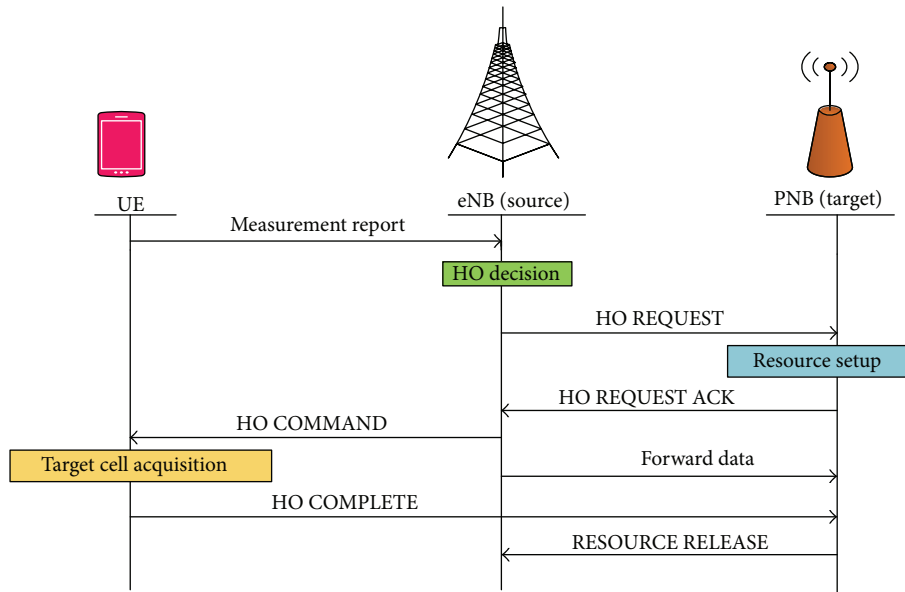 UE
eNB (source)
PNB (target)
Measurement report
HO decision
HO REQUEST
Resource setup
HO REQUEST ACK
HO COMMAND
Target cell acquisition
Forward data
HO COMPLETE
RESOURCE RELEASE